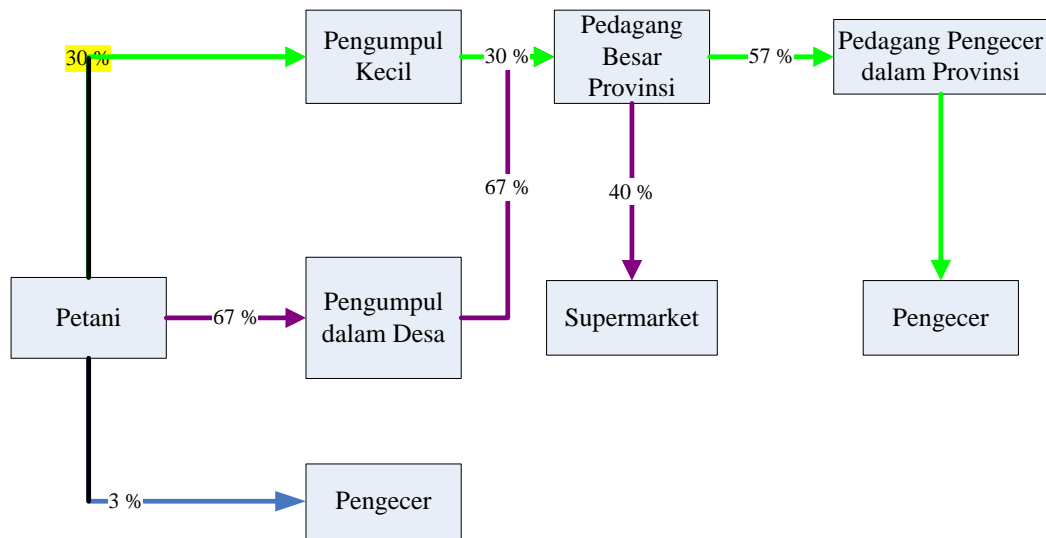 30 %
Pengumpul
Kecil
30 %
Pedagang
Besar
Provinsi
57 %
Pedagang Pengecer
dalam Provinsi
67 %
40 %
Petani
67 %
Pengumpul
dalam Desa
Supermarket
Pengecer
3 %
Pengecer